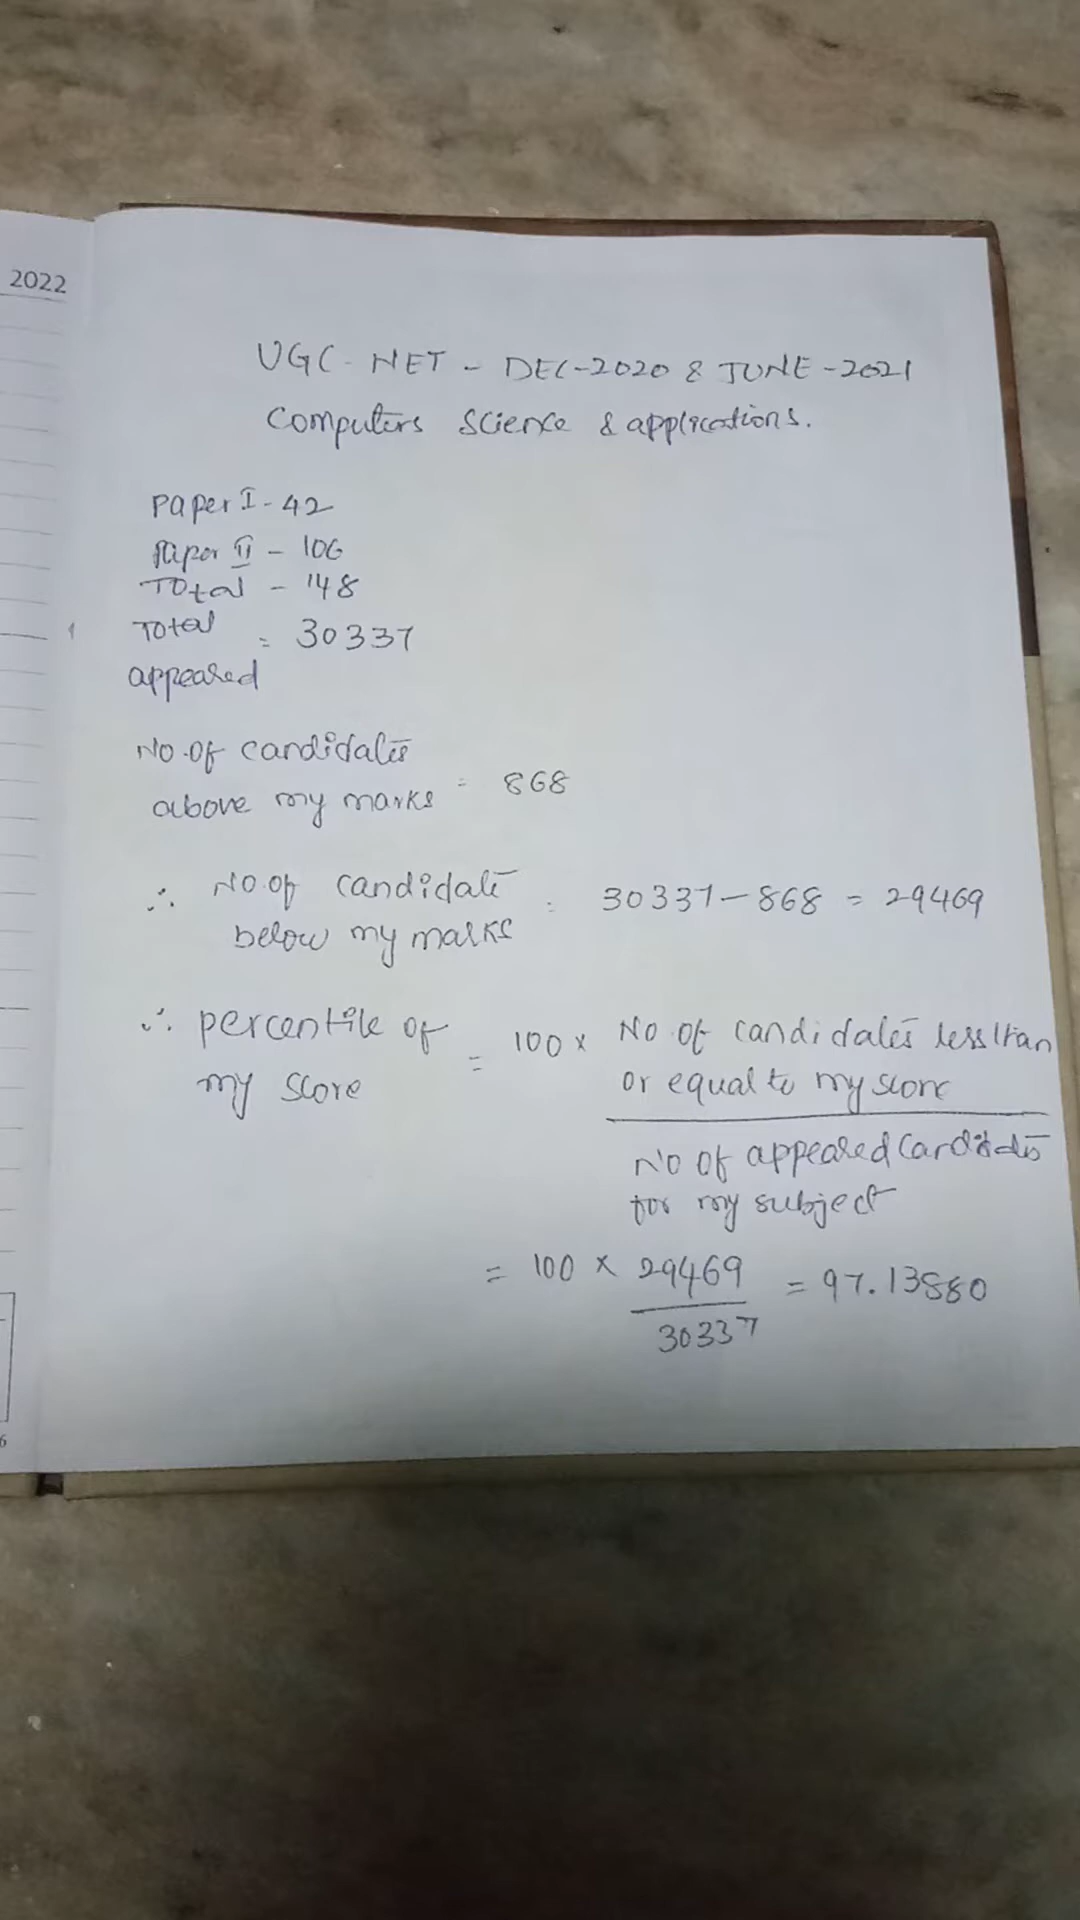 2022
UGC - NET - DEC-2020 & JUNE-2021
Computers Science & applications.
Paper I - 42
Paper II - 106
Total - 148
Total = 30337
appeared
No. of candidates
above my marks = 868
∴ No. of candidate
below my marks = 30337 - 868 = 29469
∴ percentile of
my score = 100 × No of candidates less than
or equal to my score
No of appeared candidates
for my subject
= 100 × 29469 = 97.13880
30337
6